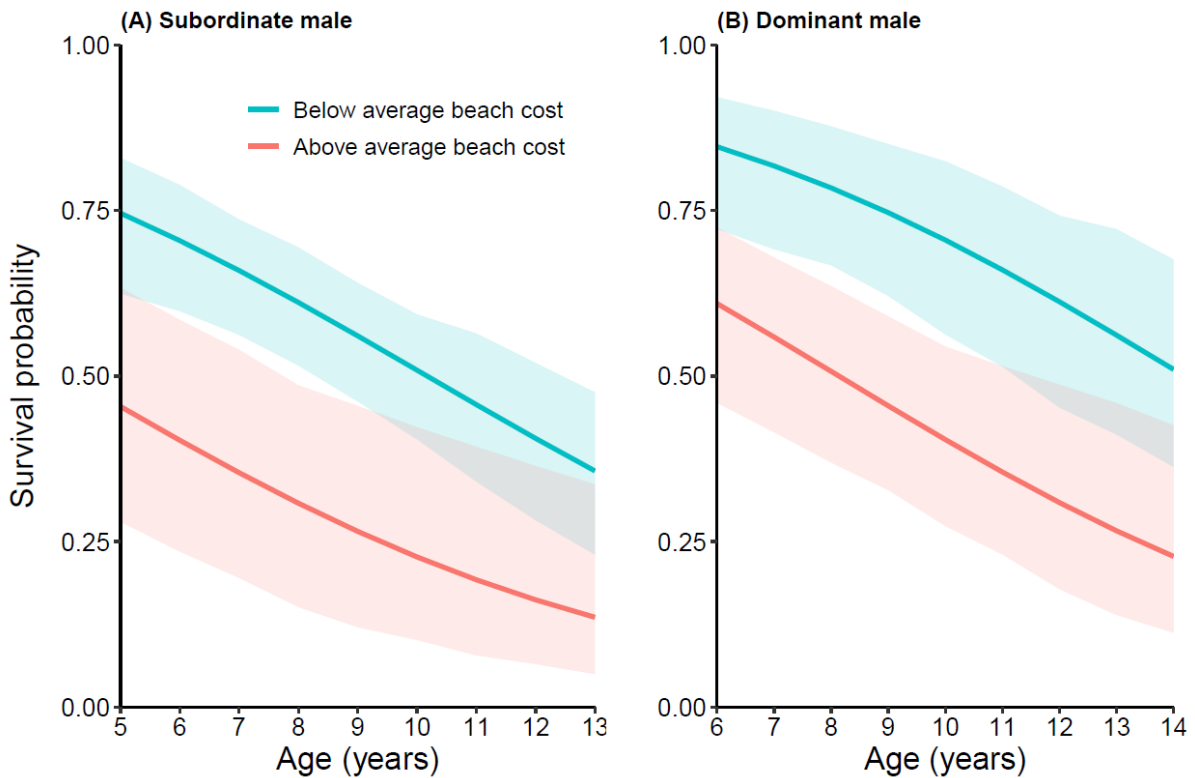 (A) Subordinate male
(B) Dominant male
Survival probability
1.00
0.75
0.50
0.25
0.00
Below average beach cost
Above average beach cost
5 6 7 8 9 10 11 12 13
Age (years)
1.00
0.75
0.50
0.25
0.00
6 7 8 9 10 11 12 13 14
Age (years)